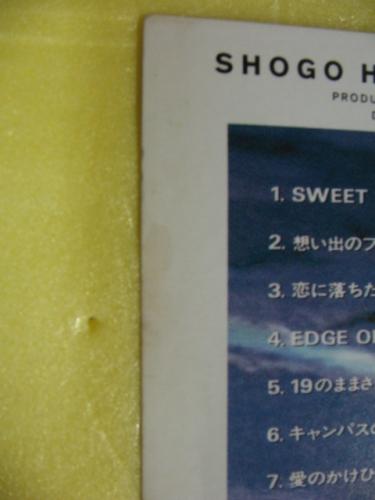 SHOGO H
PRODU
D
1. SWEET
2. 想い出のフ
3. 恋に落ちた
4. EDGE O
5. 19のままさ
6. キャンパスの
7. 愛のかけひ